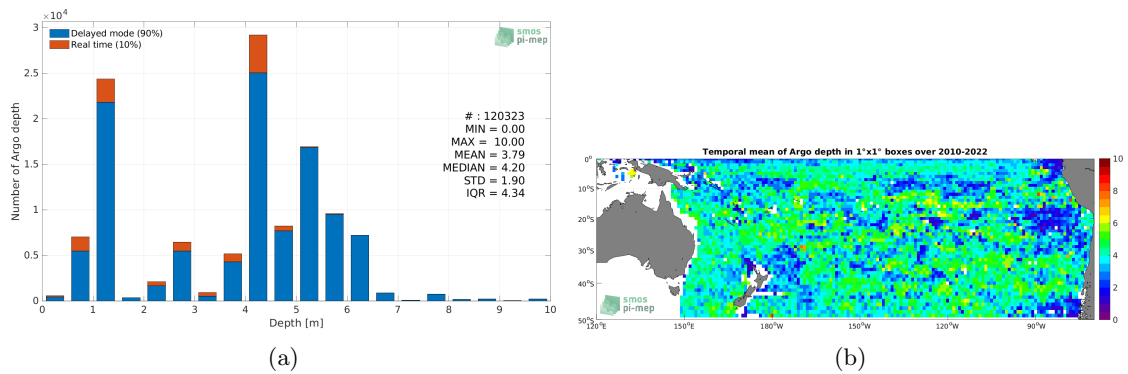 ×10⁴
3
2.5
2
1.5
1
0.5
0
Number of Argo depth
Delayed mode (90%)
Real time (10%)
smos
pi-mep
# : 120323
MIN = 0.00
MAX = 10.00
MEAN = 3.79
MEDIAN = 4.20
STD = 1.90
IQR = 4.34
0 1 2 3 4 5 6 7 8 9 10
Depth [m]
(a)
Temporal mean of Argo depth in 1°x1° boxes over 2010-2022
0°
10°S
20°S
30°S
40°S
50°S
smos
pi-mep
120°E 150°E 180°W 150°W 120°W 90°W
10
8
6
4
2
0
(b)